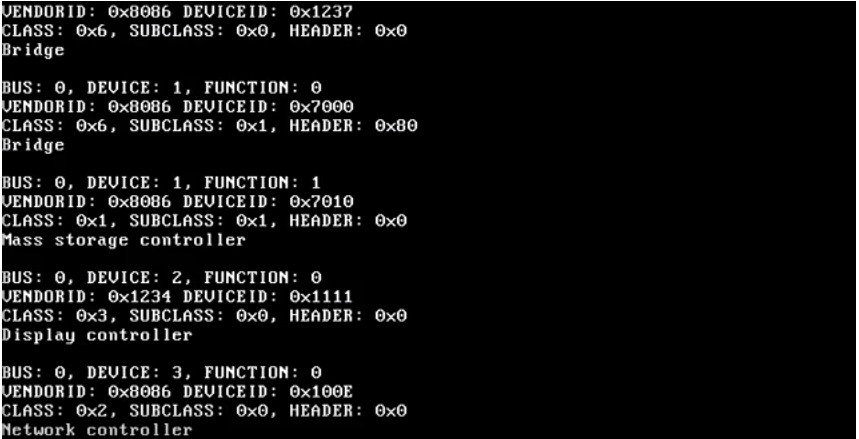 VENDORID: 0x8086 DEVICEID: 0x1237
CLASS: 0x6, SUBCLASS: 0x0, HEADER: 0x0
Bridge
BUS: 0, DEVICE: 1, FUNCTION: 0
VENDORID: 0x8086 DEVICEID: 0x7000
CLASS: 0x6, SUBCLASS: 0x1, HEADER: 0x80
Bridge
BUS: 0, DEVICE: 1, FUNCTION: 1
VENDORID: 0x8086 DEVICEID: 0x7010
CLASS: 0x1, SUBCLASS: 0x1, HEADER: 0x0
Mass storage controller
BUS: 0, DEVICE: 2, FUNCTION: 0
VENDORID: 0x1234 DEVICEID: 0x1111
CLASS: 0x3, SUBCLASS: 0x0, HEADER: 0x0
Display controller
BUS: 0, DEVICE: 3, FUNCTION: 0
VENDORID: 0x8086 DEVICEID: 0x100E
CLASS: 0x2, SUBCLASS: 0x0, HEADER: 0x0
Network controller